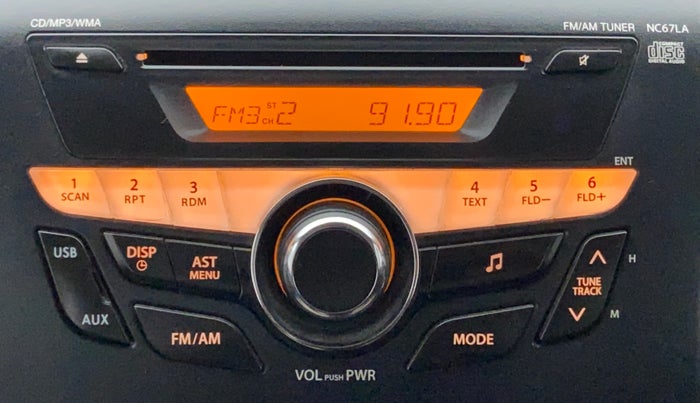 CD/MP3/WMA
FM/AM TUNER NC67LA
COMPACT
disc
DIGITAL AUDIO
FM3 ST CH 2 91.90
ENT
1 SCAN
2 RPT
3 RDM
4 TEXT
5 FLD−
6 FLD+
USB
AUX
DISP
AST
MENU
TUNE
TRACK
H
M
FM/AM
MODE
VOL PUSH PWR